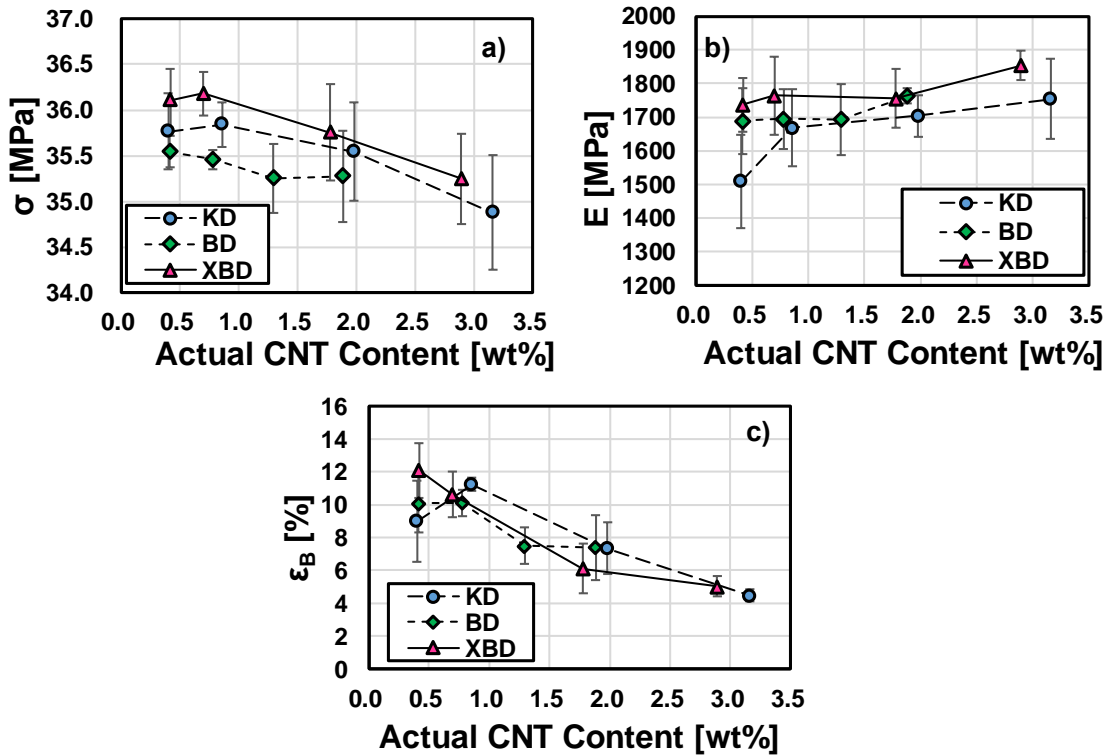 37.0
36.5
36.0
35.5
35.0
34.5
34.0
σ [MPa]
a)
KD
BD
XBD
0.0 0.5 1.0 1.5 2.0 2.5 3.0 3.5
Actual CNT Content [wt%]
2000
1900
1800
1700
1600
1500
1400
1300
1200
E [MPa]
b)
KD
BD
XBD
0.0 0.5 1.0 1.5 2.0 2.5 3.0 3.5
Actual CNT Content [wt%]
16
14
12
10
8
6
4
2
0
εB [%]
c)
KD
BD
XBD
0.0 0.5 1.0 1.5 2.0 2.5 3.0 3.5
Actual CNT Content [wt%]